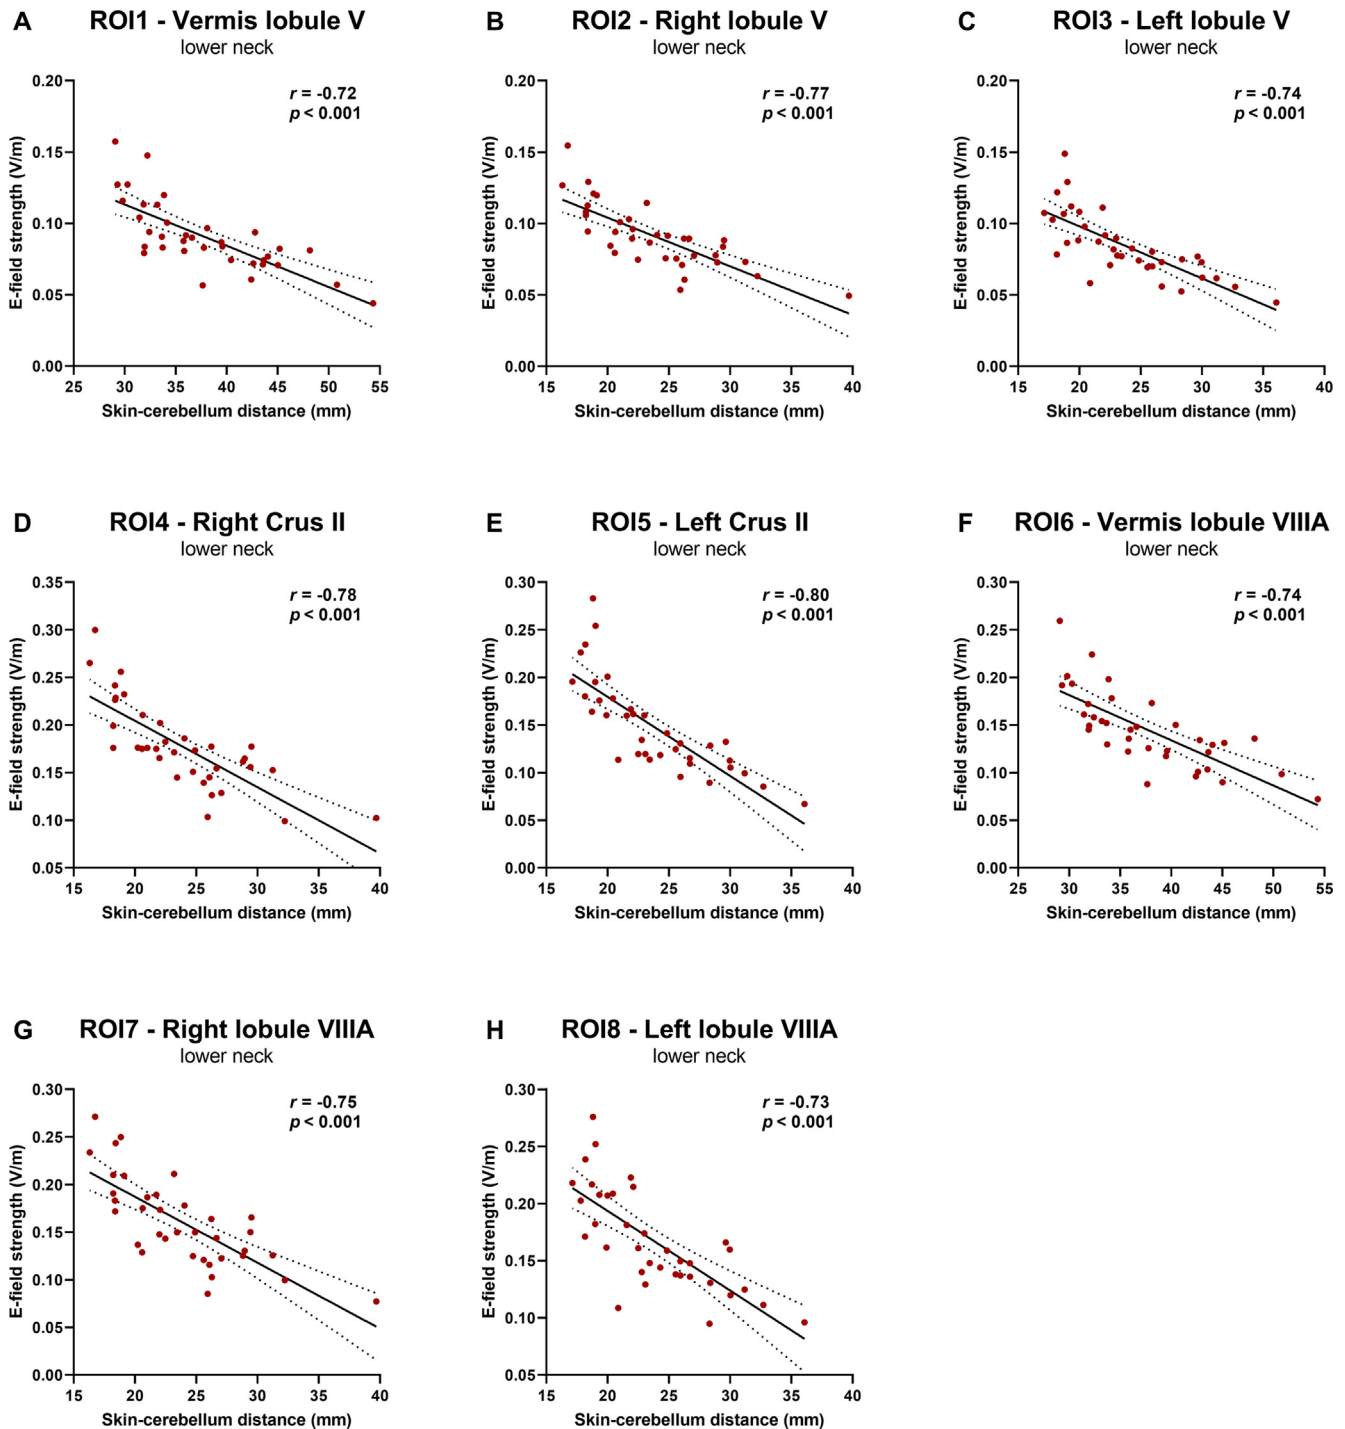 A ROI1 - Vermis lobule V
lower neck
r = -0.72
p < 0.001
0.20
0.15
0.10
0.05
0.00
E-field strength (V/m)
25 30 35 40 45 50 55
Skin-cerebellum distance (mm)
B ROI2 - Right lobule V
lower neck
r = -0.77
p < 0.001
0.20
0.15
0.10
0.05
0.00
E-field strength (V/m)
15 20 25 30 35 40
Skin-cerebellum distance (mm)
C ROI3 - Left lobule V
lower neck
r = -0.74
p < 0.001
0.20
0.15
0.10
0.05
0.00
E-field strength (V/m)
15 20 25 30 35 40
Skin-cerebellum distance (mm)
D ROI4 - Right Crus II
lower neck
r = -0.78
p < 0.001
0.35
0.30
0.25
0.20
0.15
0.10
0.05
E-field strength (V/m)
15 20 25 30 35 40
Skin-cerebellum distance (mm)
E ROI5 - Left Crus II
lower neck
r = -0.80
p < 0.001
0.30
0.25
0.20
0.15
0.10
0.05
0.00
E-field strength (V/m)
15 20 25 30 35 40
Skin-cerebellum distance (mm)
F ROI6 - Vermis lobule VIIIA
lower neck
r = -0.74
p < 0.001
0.30
0.25
0.20
0.15
0.10
0.05
0.00
E-field strength (V/m)
25 30 35 40 45 50 55
Skin-cerebellum distance (mm)
G ROI7 - Right lobule VIIIA
lower neck
r = -0.75
p < 0.001
0.30
0.25
0.20
0.15
0.10
0.05
0.00
E-field strength (V/m)
15 20 25 30 35 40
Skin-cerebellum distance (mm)
H ROI8 - Left lobule VIIIA
lower neck
r = -0.73
p < 0.001
0.30
0.25
0.20
0.15
0.10
0.05
E-field strength (V/m)
15 20 25 30 35 40
Skin-cerebellum distance (mm)